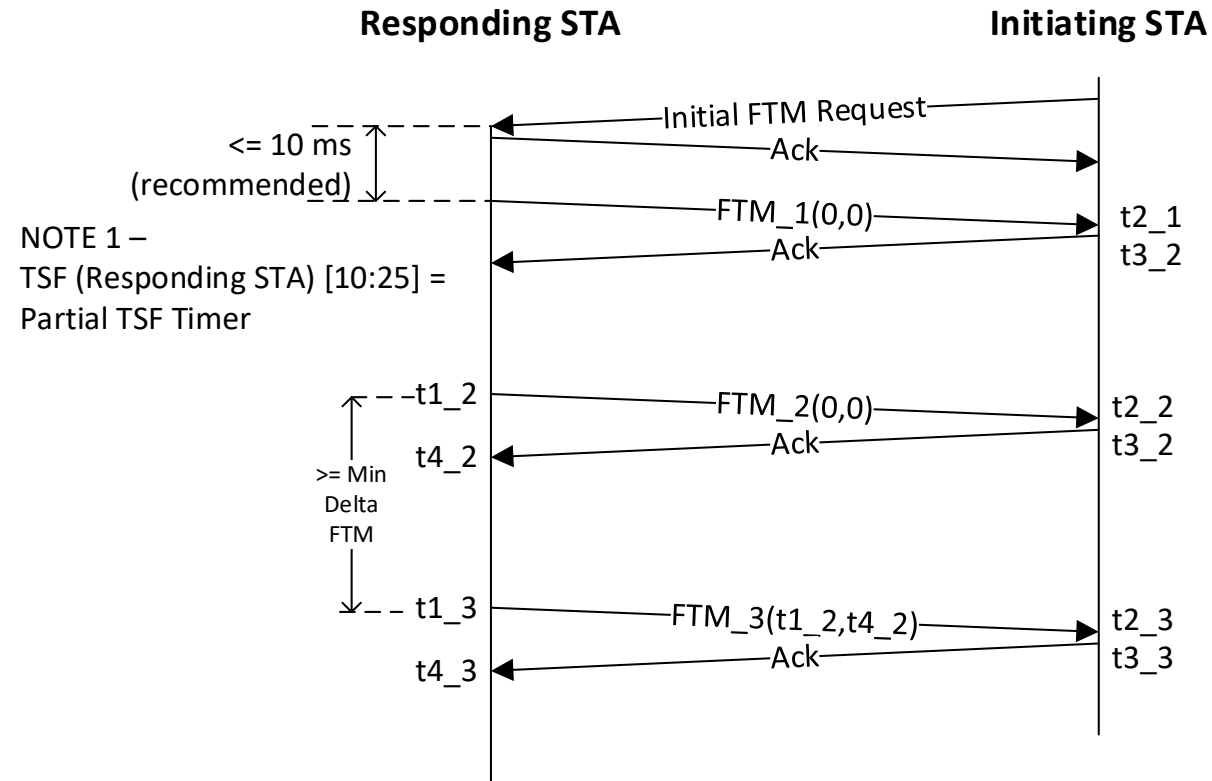 Responding STA
Initiating STA
Initial FTM Request
<= 10 ms
(recommended)
Ack
FTM_1(0,0)
t2_1
Ack
t3_2
NOTE 1 –
TSF (Responding STA) [10:25] =
Partial TSF Timer
t1_2
FTM_2(0,0)
t2_2
Ack
t3_2
t4_2
>= Min
Delta
FTM
t1_3
FTM_3(t1_2,t4_2)
t2_3
Ack
t3_3
t4_3